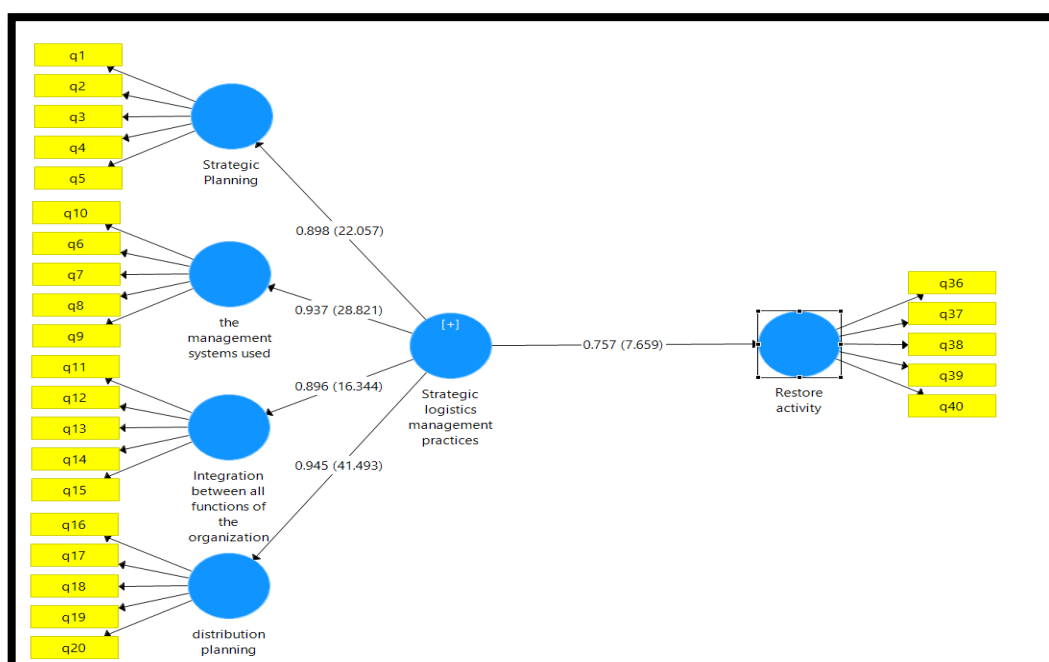 q1
q2
q3
q4
q5
Strategic
Planning
0.898 (22.057)
q10
q6
q7
q8
q9
the
management
systems used
0.937 (28.821)
[+]
Strategic
logistics
management
practices
0.757 (7.659)
Restore
activity
q36
q37
q38
q39
q40
q11
q12
q13
q14
q15
0.896 (16.344)
Integration
between all
functions of
the
organization
0.945 (41.493)
q16
q17
q18
q19
q20
distribution
planning